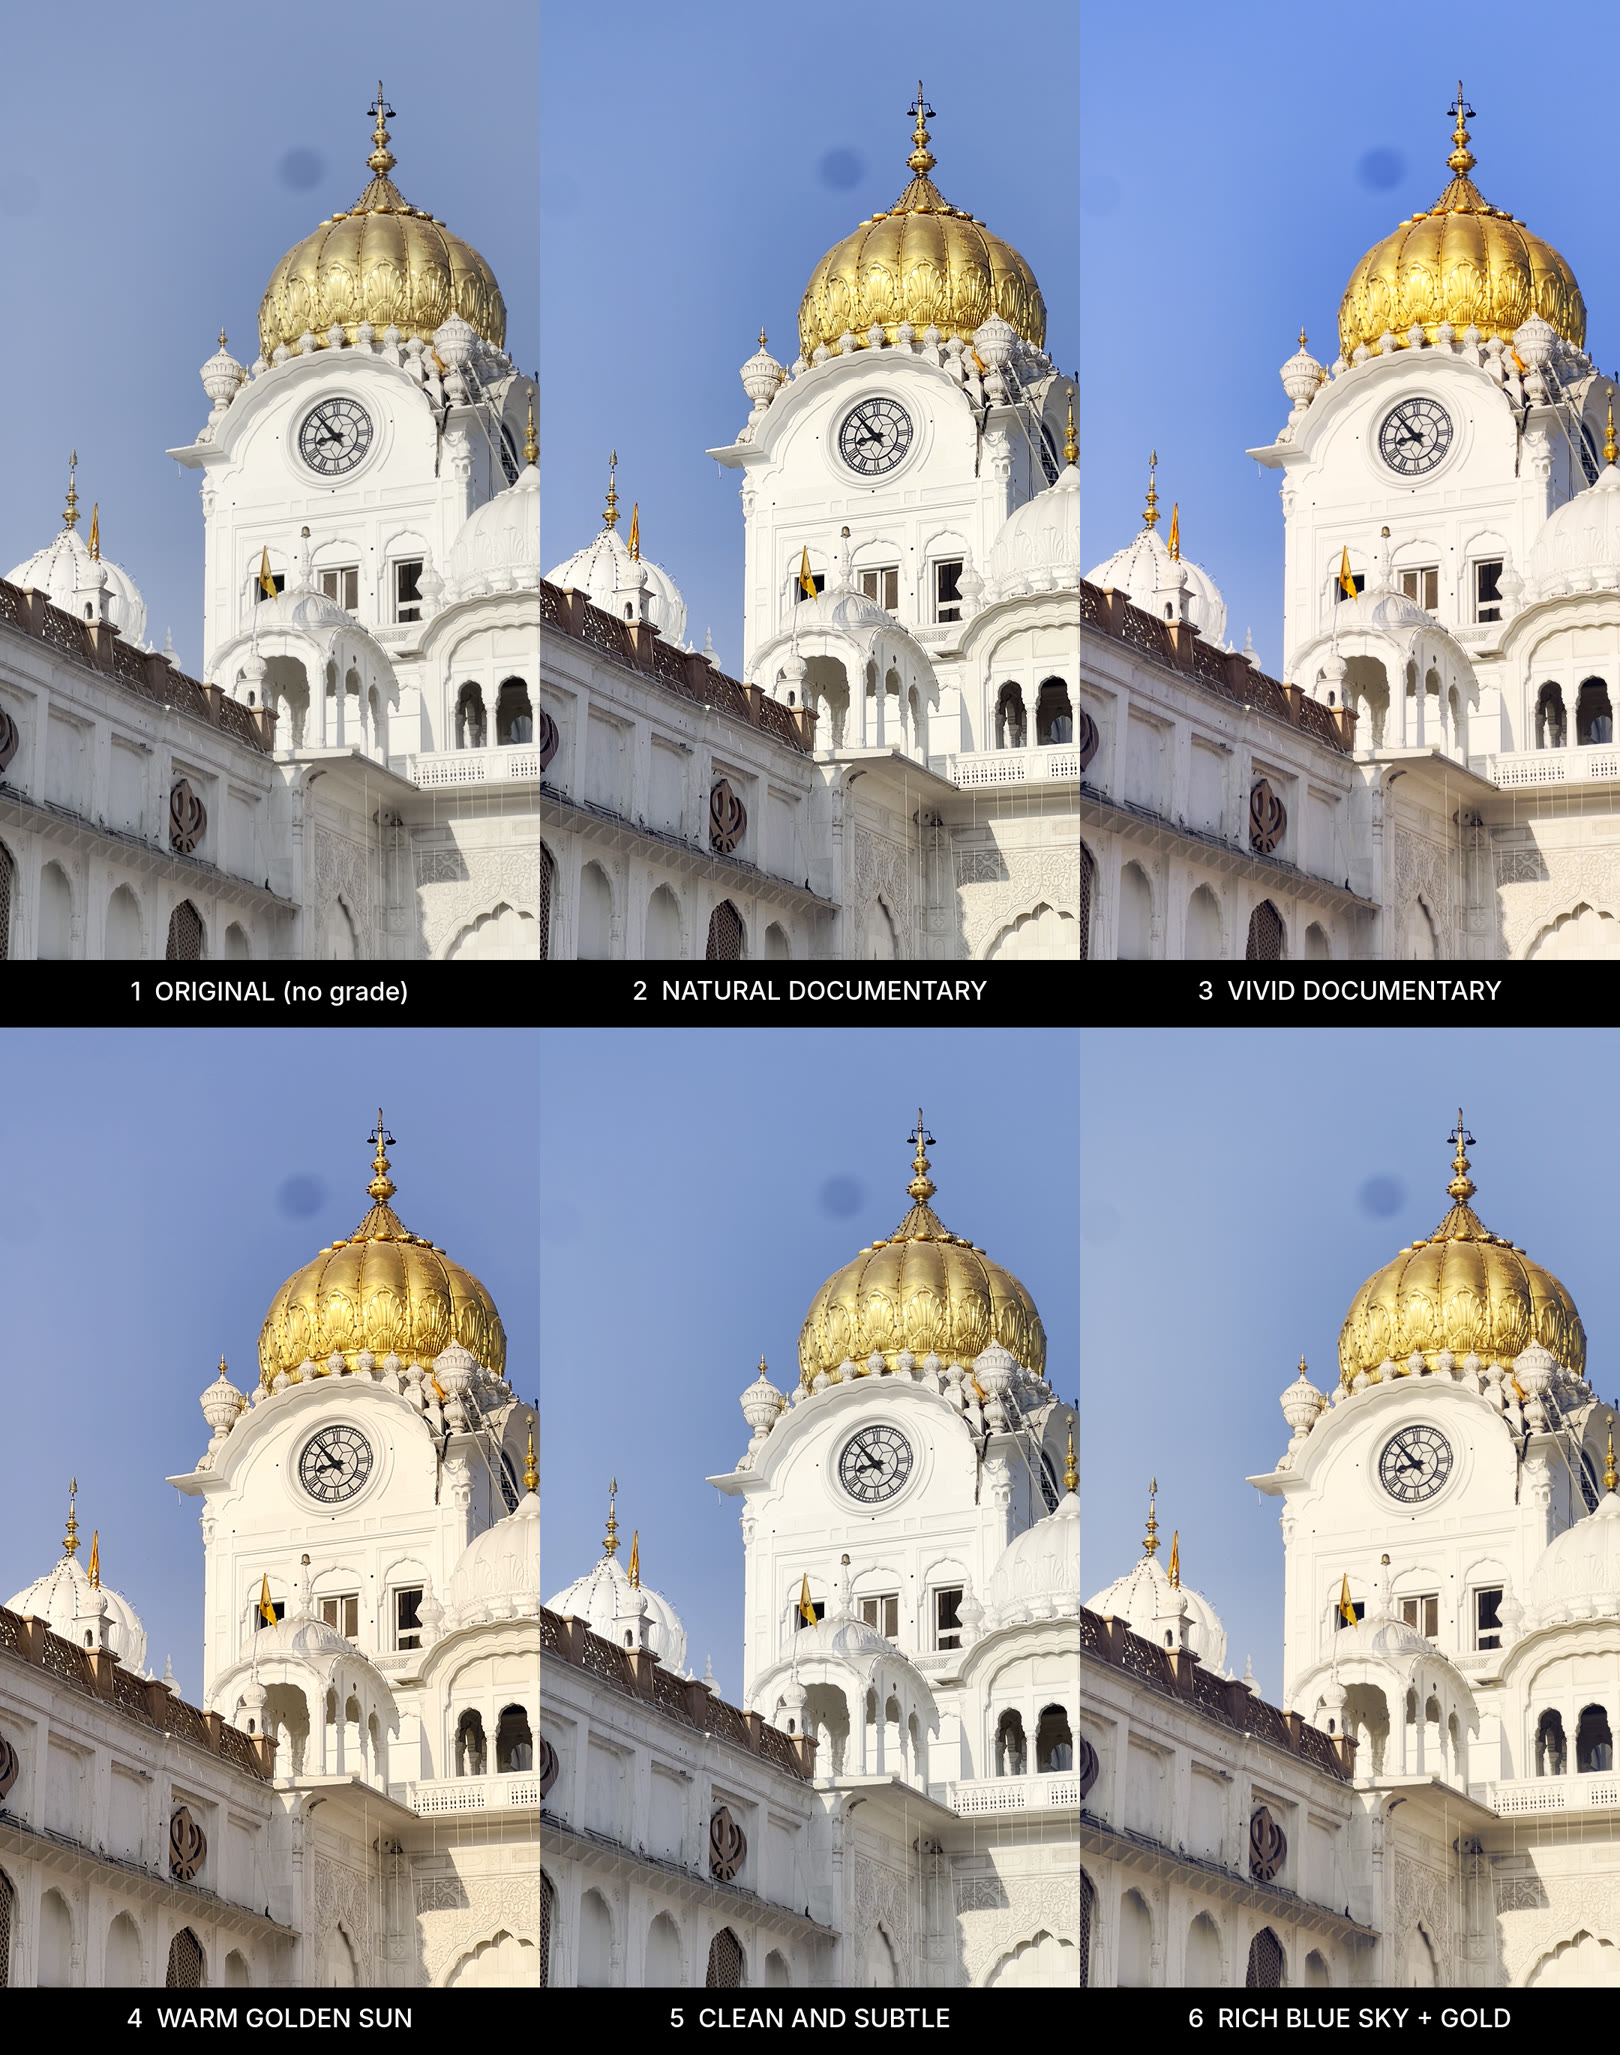 1 ORIGINAL (no grade)
2 NATURAL DOCUMENTARY
3 VIVID DOCUMENTARY
4 WARM GOLDEN SUN
5 CLEAN AND SUBTLE
6 RICH BLUE SKY + GOLD